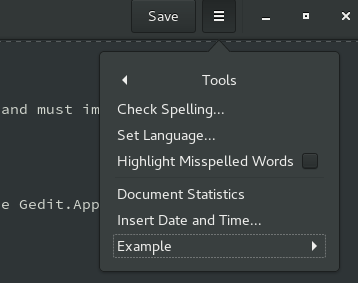 Save
Tools
and must im
Check Spelling...
Set Language...
Highlight Misspelled Words
Document Statistics
e Gedit.App
Insert Date and Time...
Example